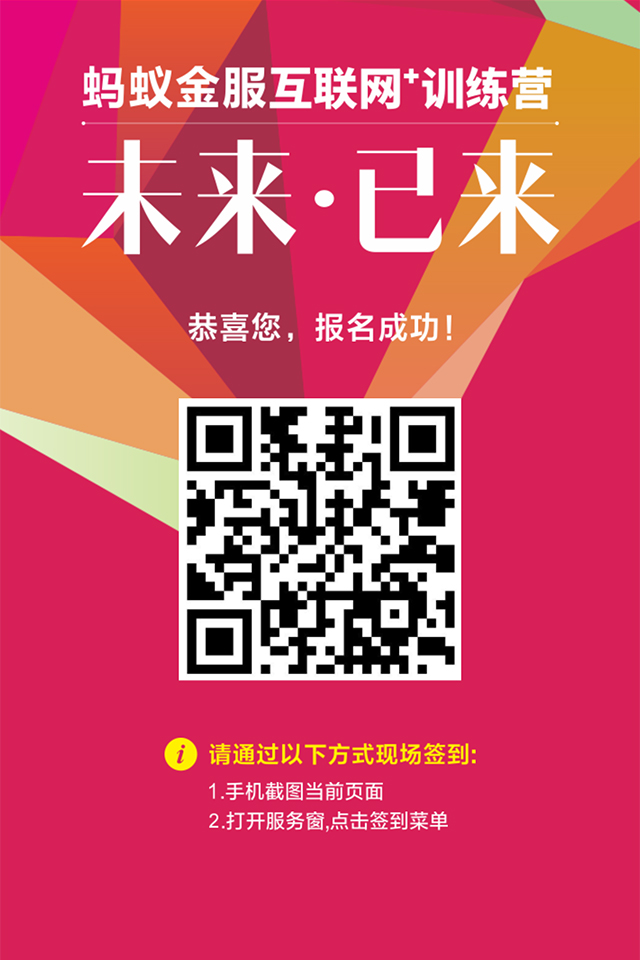 蚂蚁金服互联网+训练营
未来·已来
恭喜您，报名成功！
i 请通过以下方式现场签到:
1.手机截图当前页面
2.打开服务窗,点击签到菜单